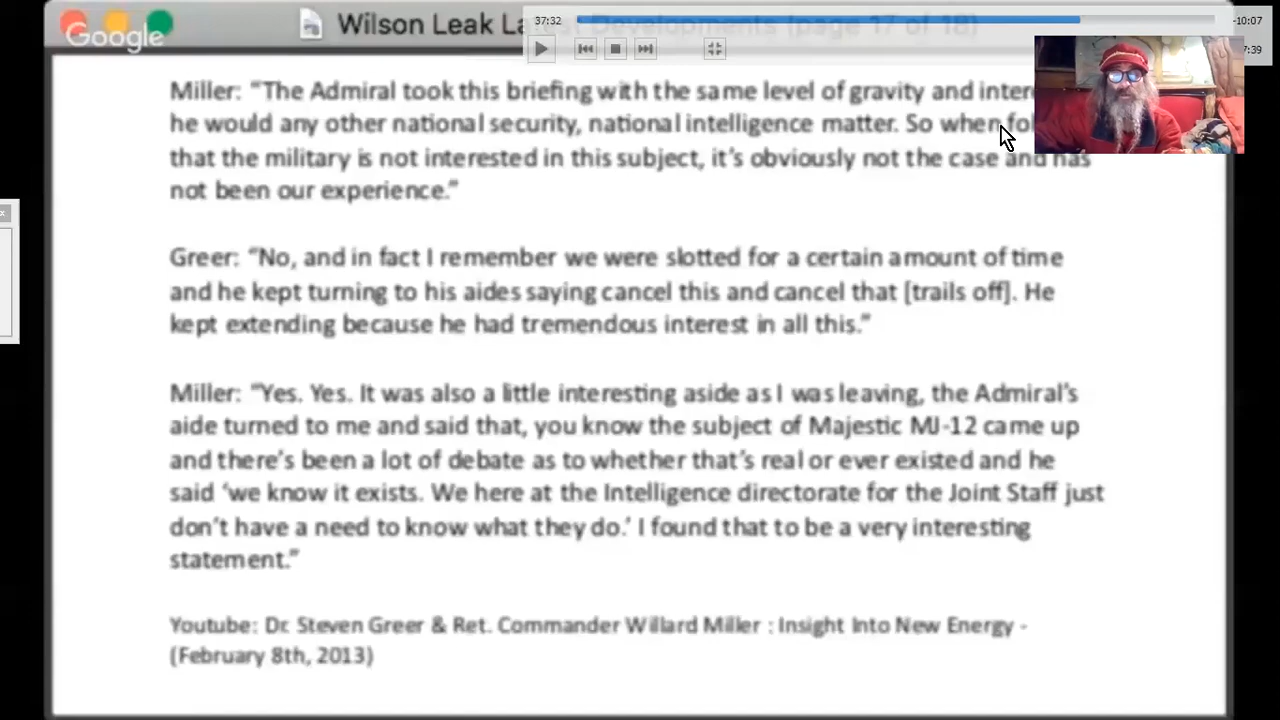 Google
Wilson Leak La st Developments (page 17 of 18)
37:32
-10:07
7:39
Miller: “The Admiral took this briefing with the same level of gravity and
he would any other national security, national intelligence matter. So when
that the military is not interested in this subject, it’s obviously not the case and has
not been our experience.”
Greer: “No, and in fact I remember we were slotted for a certain amount of time
and he kept turning to his aides saying cancel this and cancel that [trails off]. He
kept extending because he had tremendous interest in all this.”
Miller: “Yes. Yes. It was also a little interesting aside as I was leaving, the Admiral’s
aide turned to me and said that, you know the subject of Majestic MJ-12 came up
and there’s been a lot of debate as to whether that’s real or ever existed and he
said ‘we know it exists. We here at the Intelligence directorate for the Joint Staff just
don’t have a need to know what they do.’ I found that to be a very interesting
statement.”
Youtube: Dr. Steven Greer & Ret. Commander Willard Miller : Insight Into New Energy -
(February 8th, 2013)